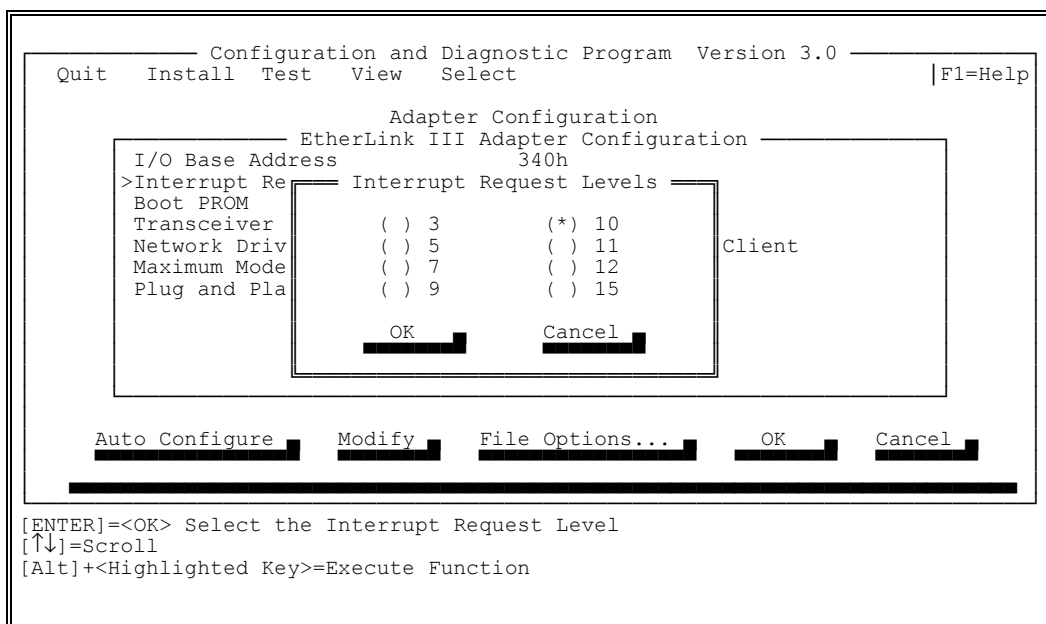 Configuration and Diagnostic Program Version 3.0
Quit Install Test View Select |F1=Help
Adapter Configuration
EtherLink III Adapter Configuration
I/O Base Address 340h
>Interrupt Re
Interrupt Request Levels
Boot PROM
Transceiver ( ) 3 (*) 10
Network Driv ( ) 5 ( ) 11 Client
Maximum Mode ( ) 7 ( ) 12
Plug and Pla ( ) 9 ( ) 15
OK Cancel
Auto Configure Modify File Options... OK Cancel
[ENTER]=<OK> Select the Interrupt Request Level
[↑↓]=Scroll
[Alt]+<Highlighted Key>=Execute Function